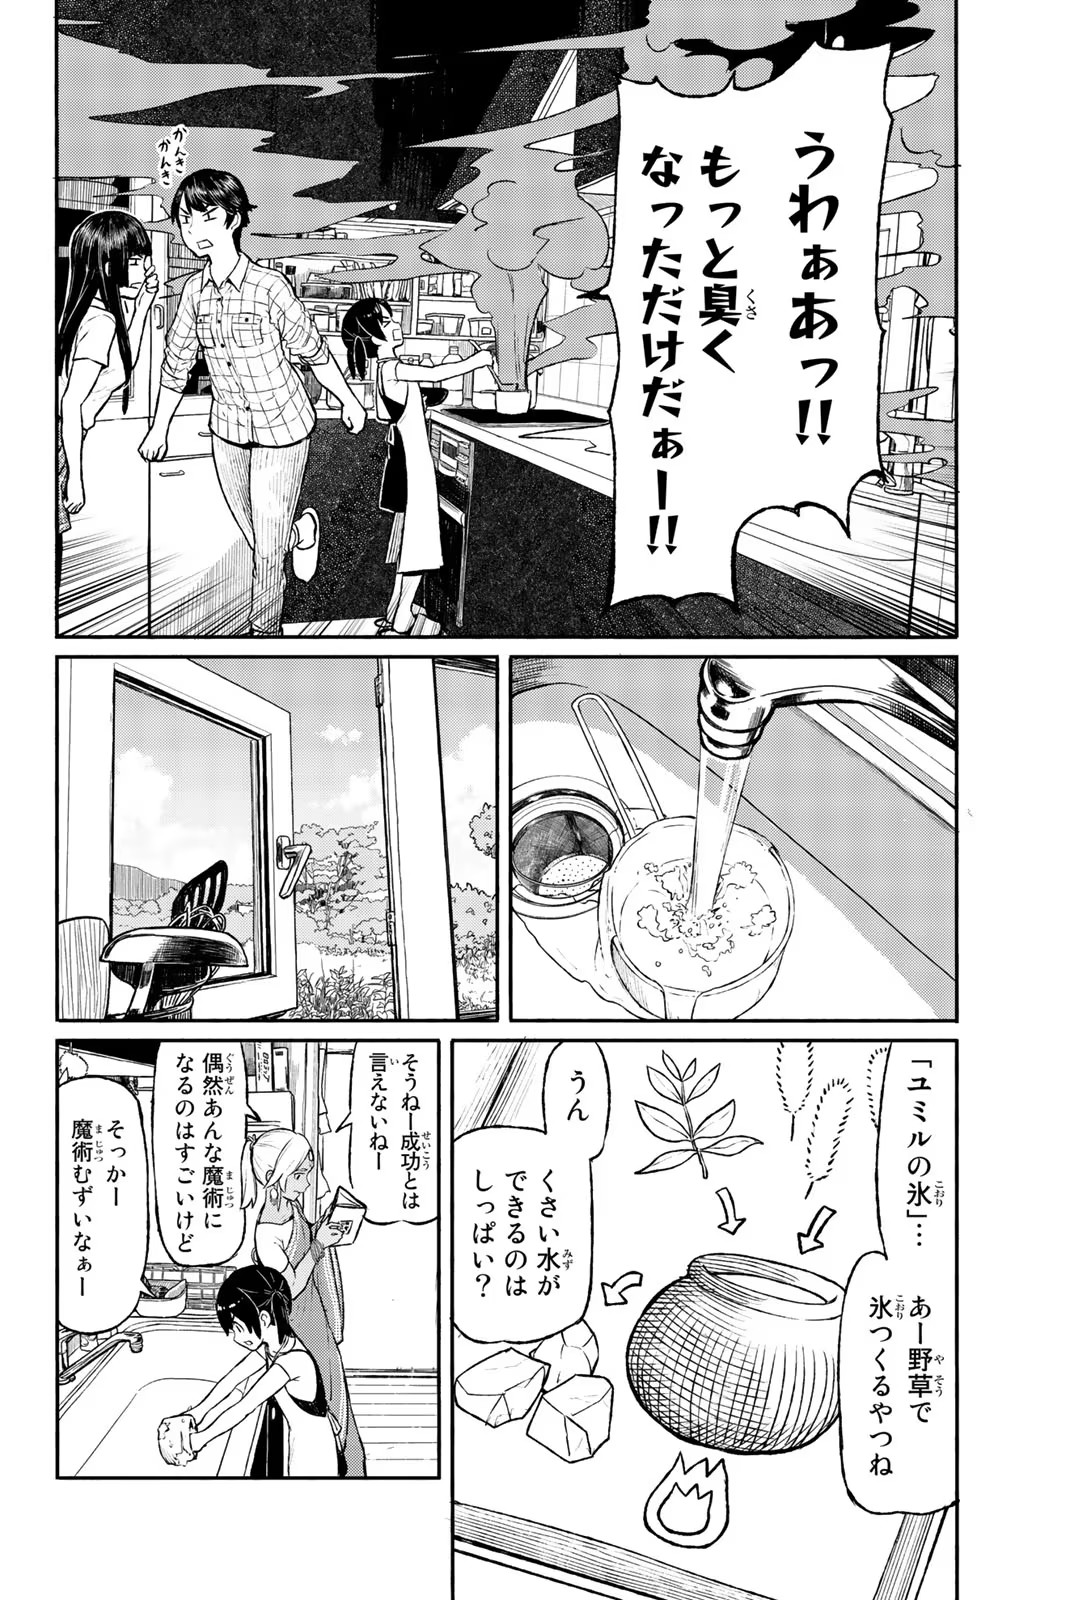 うわぁあっ!!
もっと臭く
なっただけだぁー!!
かんき
かんき
「ユミルの氷」…
あー野草で
氷つくるやつね
うん
くさい水が
できるのは
しっぱい?
そうねー成功とは
言えないねー
偶然あんな魔術に
なるのはすごいけど
そっかー
魔術むずいなぁー